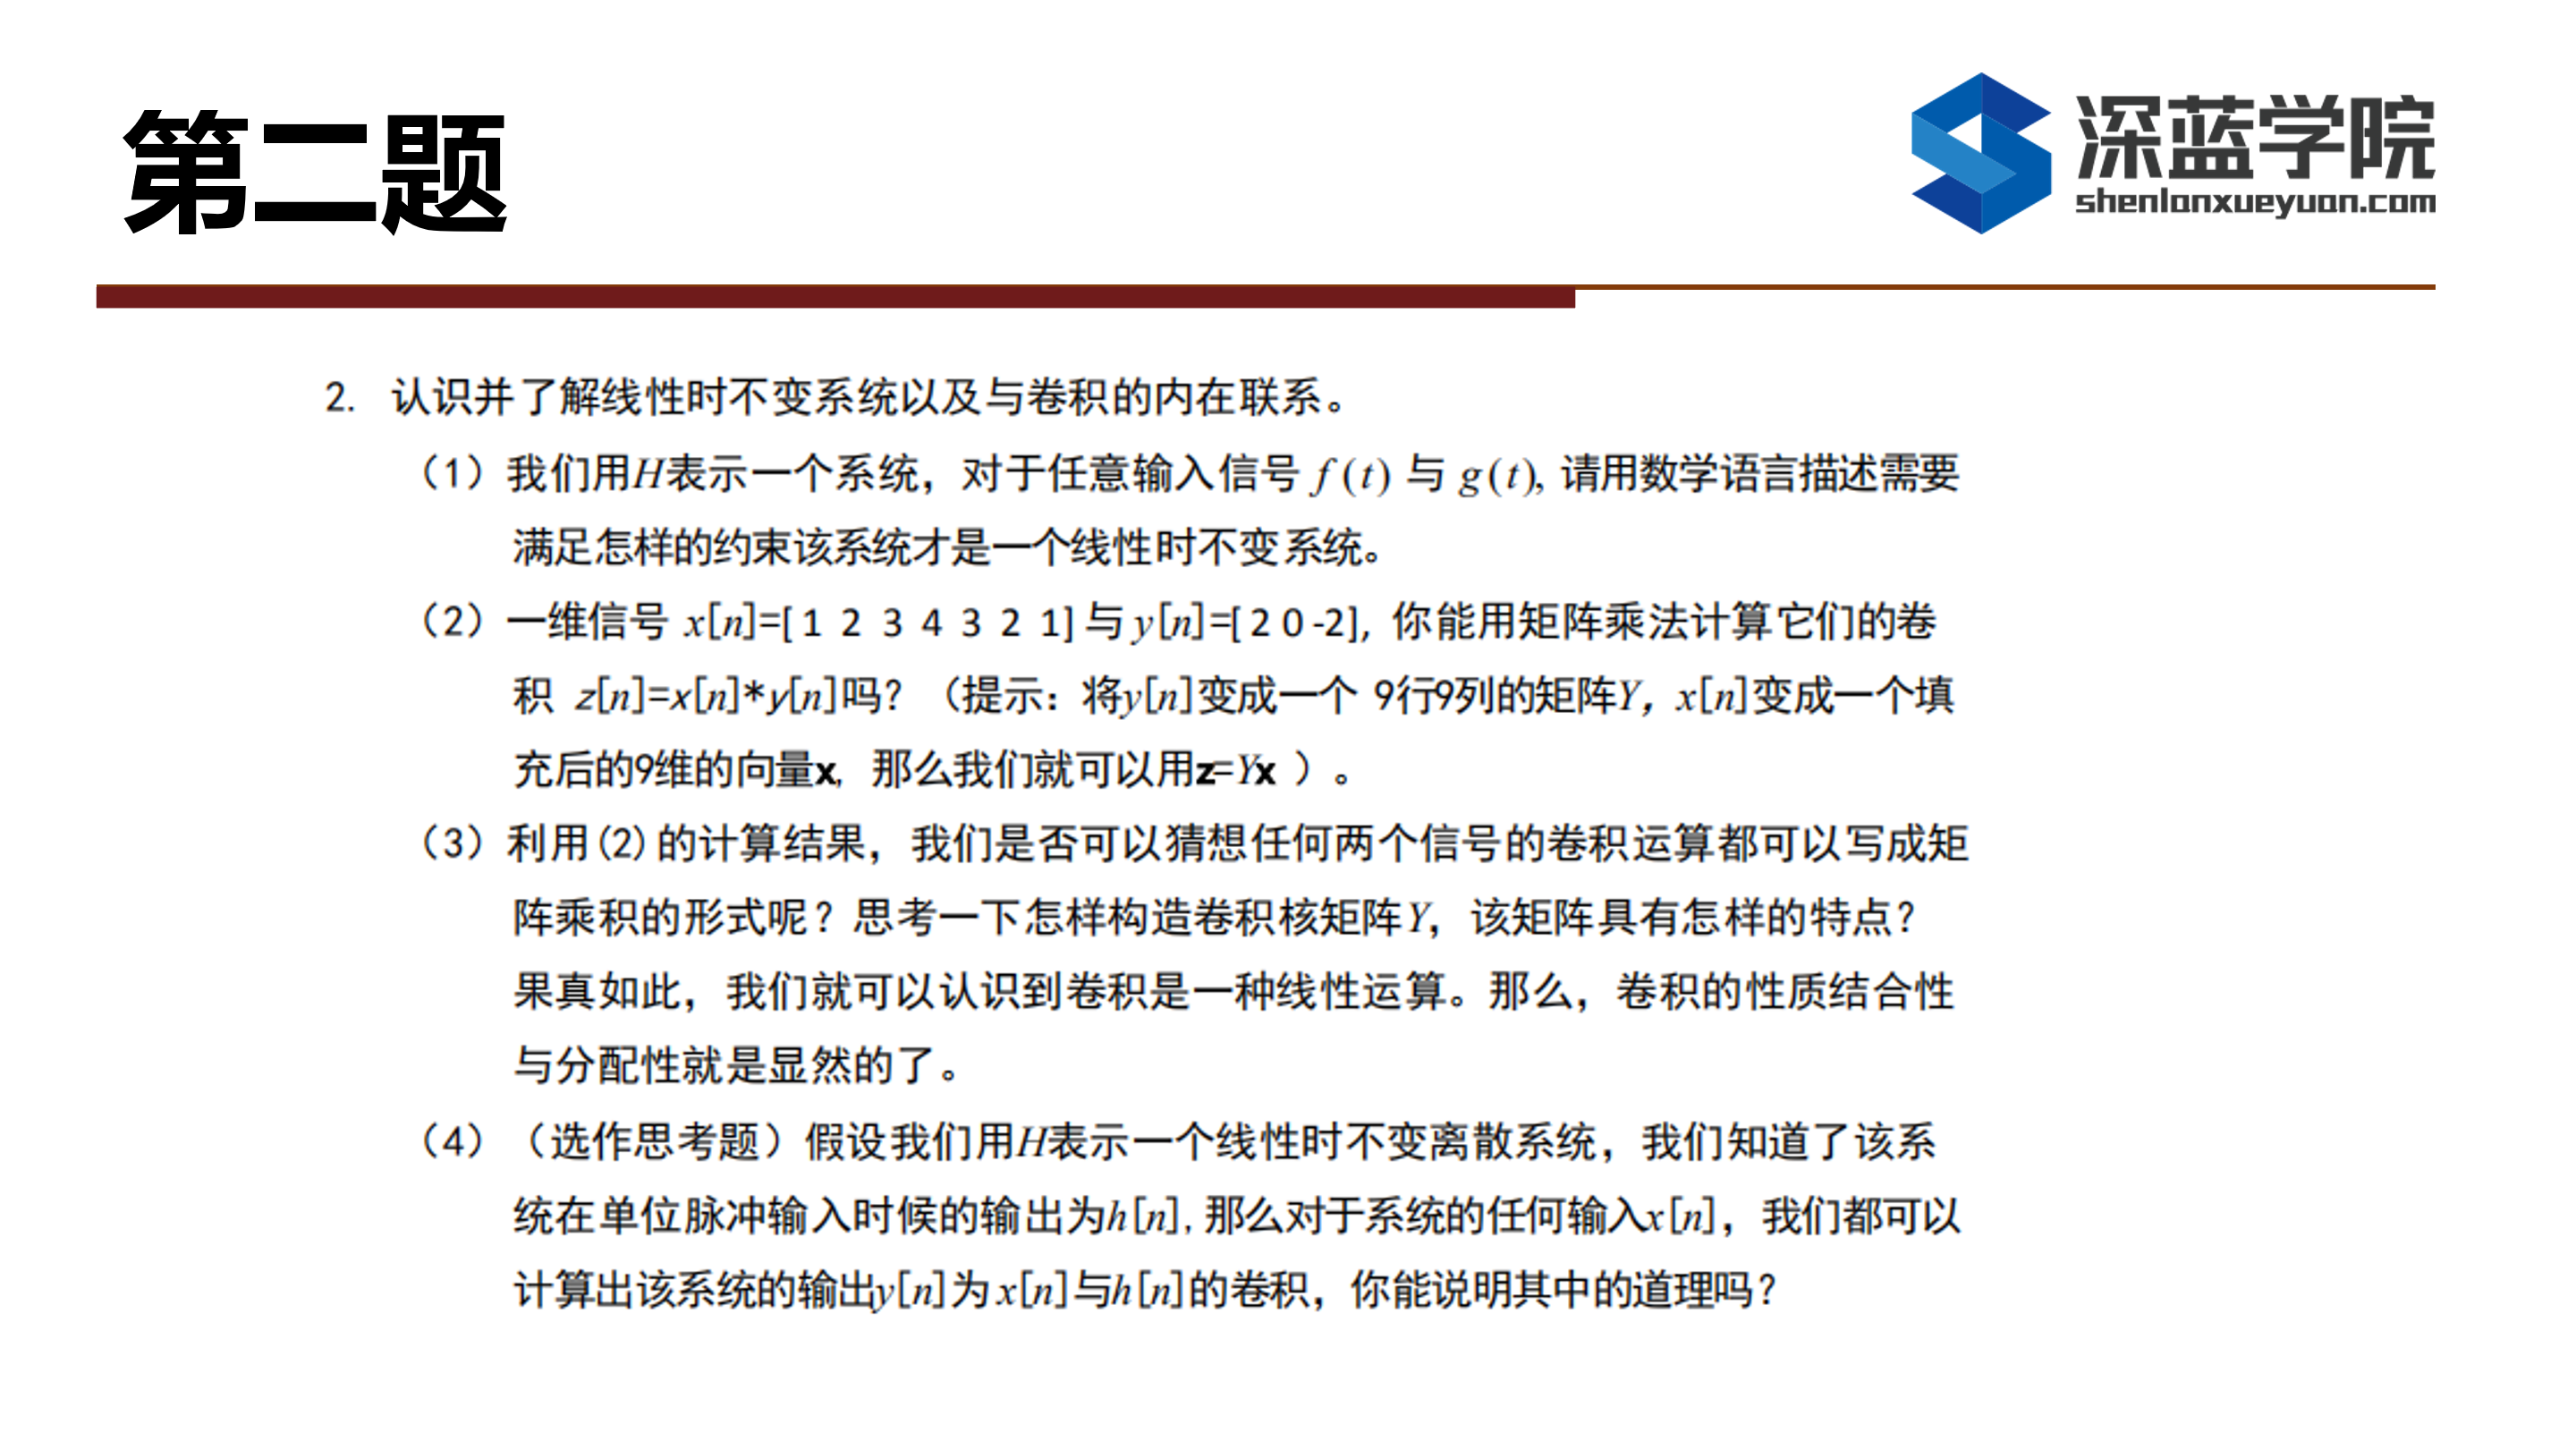 第二题
深蓝学院
shenlanxueyuan.com
2. 认识并了解线性时不变系统以及与卷积的内在联系。
（1）我们用H表示一个系统，对于任意输入信号 f(t) 与 g(t), 请用数学语言描述需要
满足怎样的约束该系统才是一个线性时不变系统。
（2）一维信号 x[n]=[1 2 3 4 3 2 1] 与 y[n]=[2 0 -2]，你能用矩阵乘法计算它们的卷
积 z[n]=x[n]*y[n]吗？（提示：将y[n]变成一个 9行9列的矩阵Y，x[n]变成一个填
充后的9维的向量x, 那么我们就可以用z=Yx ）。
（3）利用(2)的计算结果，我们是否可以猜想任何两个信号的卷积运算都可以写成矩
阵乘积的形式呢？思考一下怎样构造卷积核矩阵Y，该矩阵具有怎样的特点？
果真如此，我们就可以认识到卷积是一种线性运算。那么，卷积的性质结合性
与分配性就是显然的了。
（4）（选作思考题）假设我们用H表示一个线性时不变离散系统，我们知道了该系
统在单位脉冲输入时候的输出为h[n], 那么对于系统的任何输入x[n]，我们都可以
计算出该系统的输出y[n]为 x[n]与h[n]的卷积，你能说明其中的道理吗？